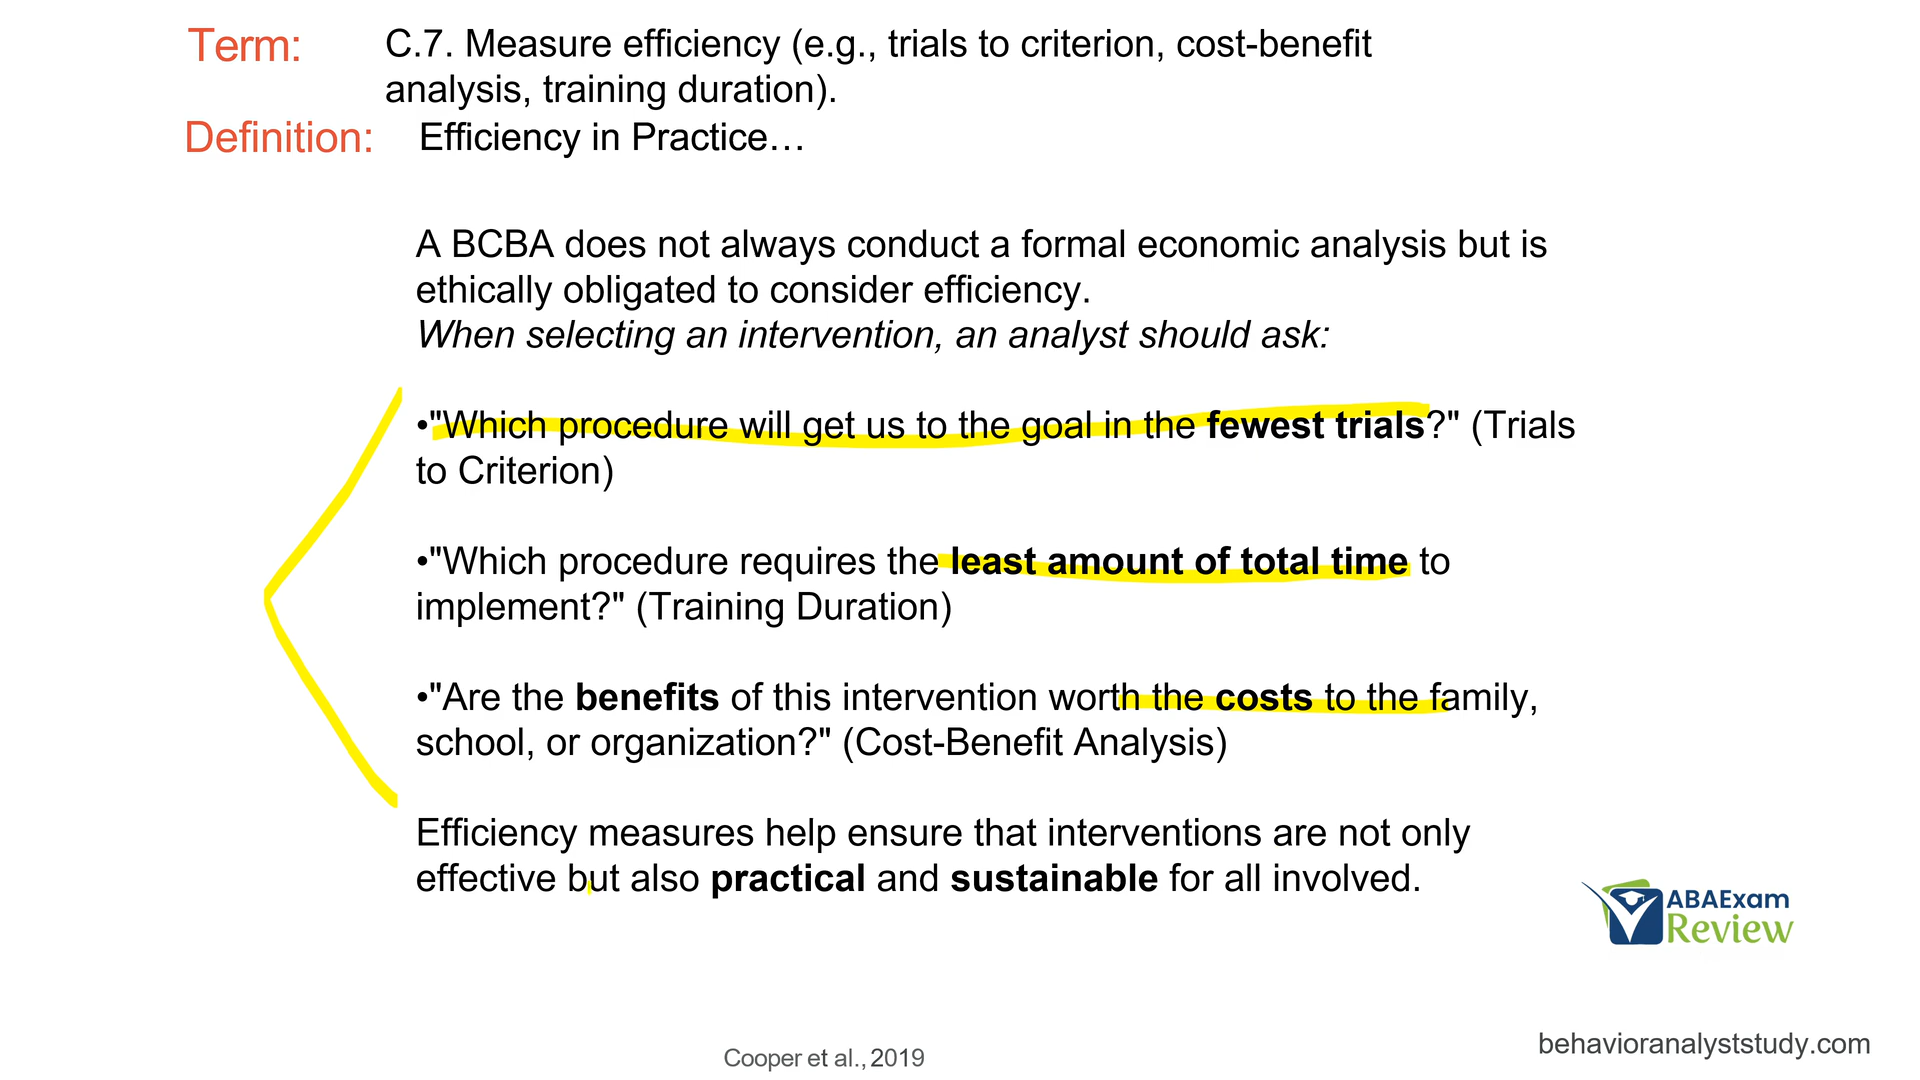 Term: C.7. Measure efficiency (e.g., trials to criterion, cost-benefit
analysis, training duration).
Definition: Efficiency in Practice…
A BCBA does not always conduct a formal economic analysis but is
ethically obligated to consider efficiency.
When selecting an intervention, an analyst should ask:
•"Which procedure will get us to the goal in the fewest trials?" (Trials
to Criterion)
•"Which procedure requires the least amount of total time to
implement?" (Training Duration)
•"Are the benefits of this intervention worth the costs to the family,
school, or organization?" (Cost-Benefit Analysis)
Efficiency measures help ensure that interventions are not only
effective but also practical and sustainable for all involved.
ABAExam
Review
behavioranalyststudy.com
Cooper et al., 2019